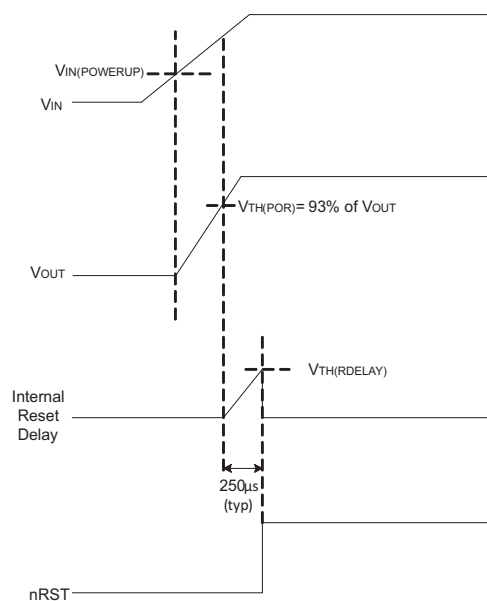 VIN(POWERUP)
VIN
VTH(POR)= 93% of VOUT
VOUT
VTH(RDELAY)
Internal
Reset
Delay
250µs
(typ)
nRST